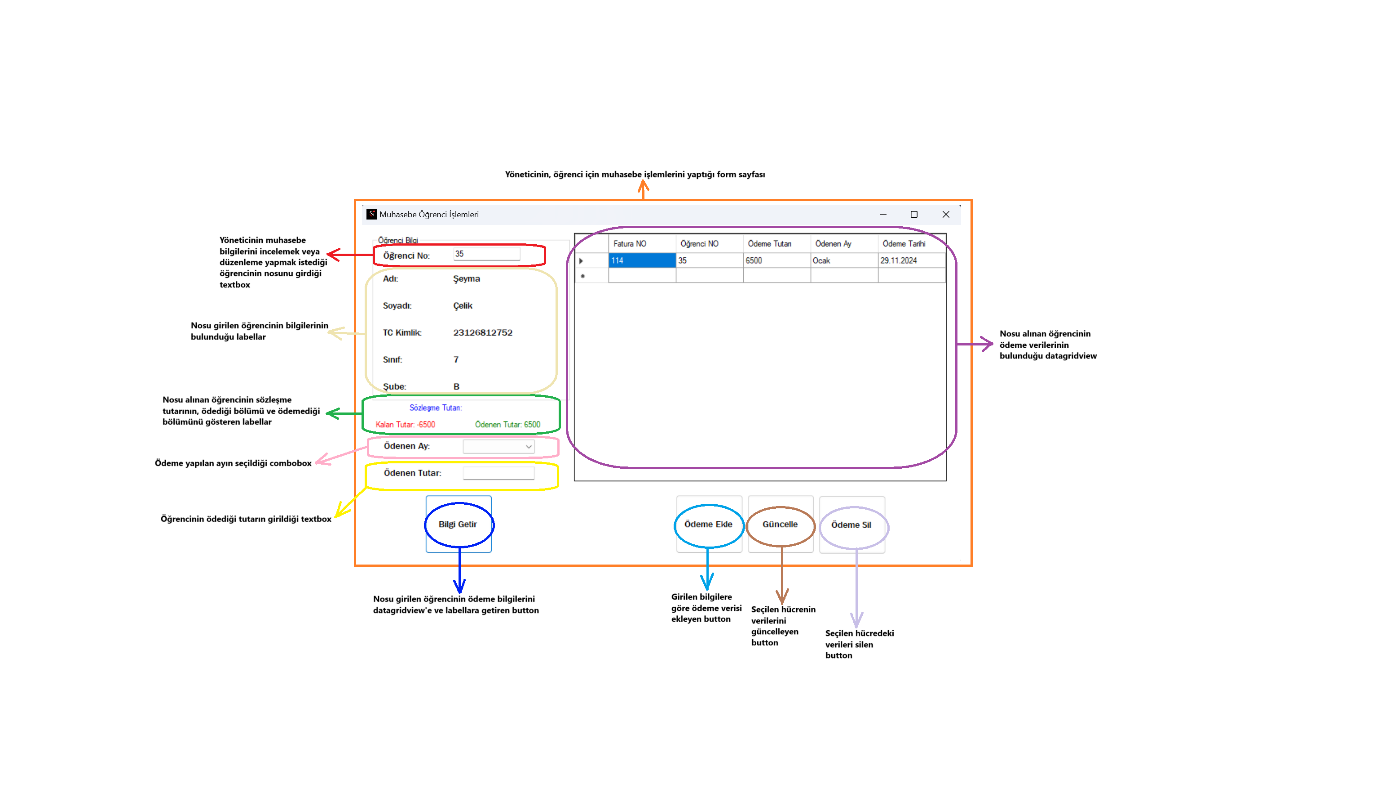 Yöneticinin, öğrenci için muhasebe işlemlerini yaptığı form sayfası
Muhasebe Öğrenci İşlemleri
Yöneticinin muhasebe
bilgilerini incelemek veya
düzenleme yapmak istediği
öğrencinin nosunu girdiği
textbox
Öğrenci Bilgi
Öğrenci No: 35
Adı: Şeyma
Soyadı: Çelik
TC Kimlik: 23126812752
Sınıf: 7
Şube: B
Nosu girilen öğrencinin bilgilerinin
bulunduğu labellar
Nosu alınan öğrencinin sözleşme
tutarının, ödediği bölümü ve ödemediği
bölümünü gösteren labellar
Sözleşme Tutarı:
Kalan Tutar: -6500 Ödenen Tutar: 6500
Ödenen Ay:
Ödeme yapılan ayın seçildiği combobox
Ödenen Tutar:
Öğrencinin ödediği tutarın girildiği textbox
Fatura NO Öğrenci NO Ödeme Tutarı Ödenen Ay Ödeme Tarihi
114 35 6500 Ocak 29.11.2024
Nosu alınan öğrencinin
ödeme verilerinin
bulunduğu datagridview
Bilgi Getir Ödeme Ekle Güncelle Ödeme Sil
Nosu girilen öğrencinin ödeme bilgilerini
datagridview'e ve labellara getiren button
Girilen bilgilere
göre ödeme verisi
ekleyen button
Seçilen hücrenin
verilerini
güncelleyen
button
Seçilen hücredeki
verileri silen
button